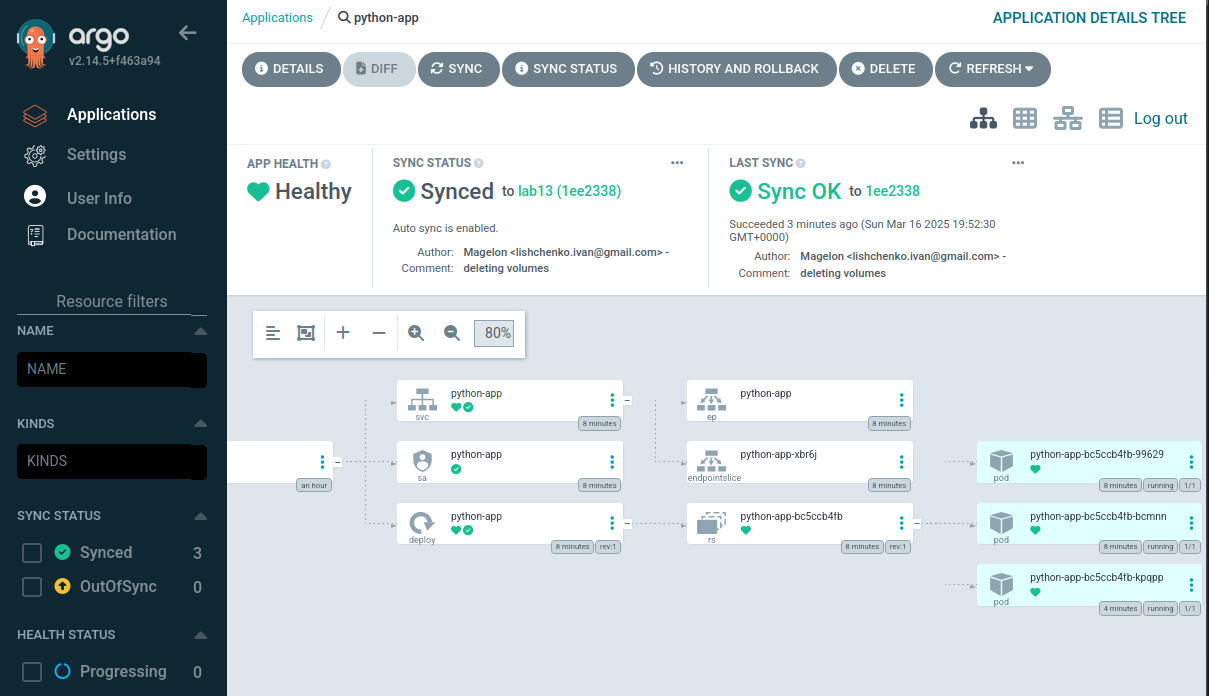 argo
v2.14.5+f463a94
Applications
Settings
User Info
Documentation
Resource filters
NAME
NAME
KINDS
KINDS
SYNC STATUS
Synced 3
OutOfSync 0
HEALTH STATUS
Progressing 0
Applications / python-app
APPLICATION DETAILS TREE
DETAILS DIFF SYNC SYNC STATUS HISTORY AND ROLLBACK DELETE REFRESH
Log out
APP HEALTH
Healthy
SYNC STATUS
Synced to lab13 (1ee2338)
Auto sync is enabled.
Author: Magelon <lishchenko.ivan@gmail.com> -
Comment: deleting volumes
LAST SYNC
Sync OK to 1ee2338
Succeeded 3 minutes ago (Sun Mar 16 2025 19:52:30
GMT+0000)
Author: Magelon <lishchenko.ivan@gmail.com> -
Comment: deleting volumes
80%
an hour
python-app
svc
8 minutes
python-app
sa
8 minutes
python-app
deploy
8 minutes rev:1
python-app
ep
8 minutes
python-app-xbr6j
endpointslice
8 minutes
python-app-bc5ccb4fb
rs
8 minutes rev:1
python-app-bc5ccb4fb-99629
pod
8 minutes running 1/1
python-app-bc5ccb4fb-bcmnn
pod
8 minutes running 1/1
python-app-bc5ccb4fb-kpqpp
pod
4 minutes running 1/1